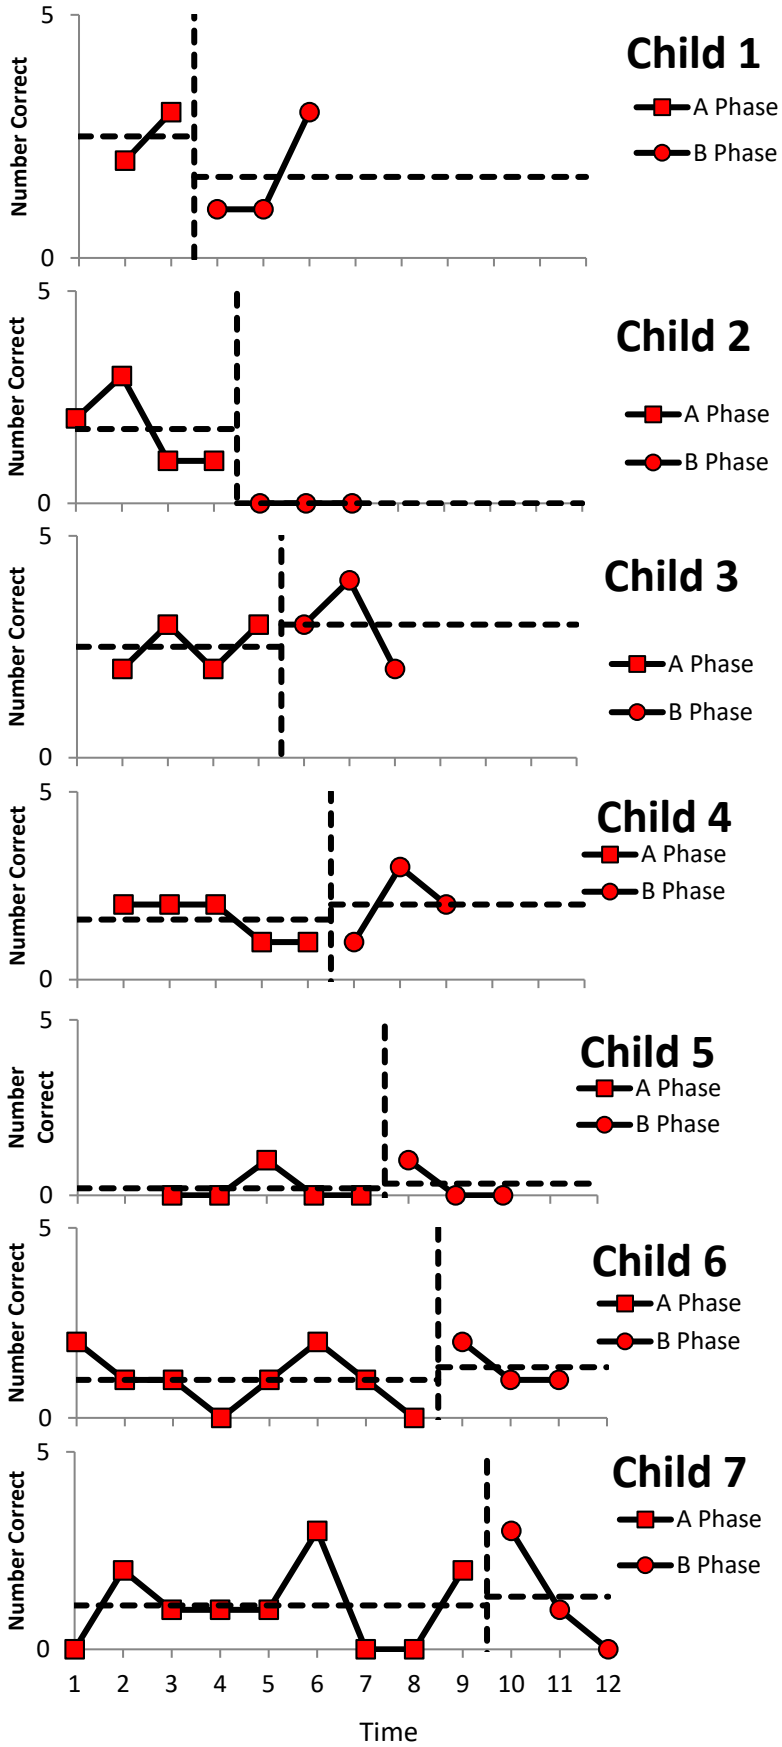 5
Child 1
A Phase
B Phase
Number Correct
0
5
Child 2
A Phase
B Phase
Number Correct
0
5
Child 3
A Phase
B Phase
Number Correct
0
5
Child 4
A Phase
B Phase
Number Correct
0
5
Child 5
A Phase
B Phase
Number
Correct
0
5
Child 6
A Phase
B Phase
Number Correct
0
5
Child 7
A Phase
B Phase
Number Correct
0
1 2 3 4 5 6 7 8 9 10 11 12
Time